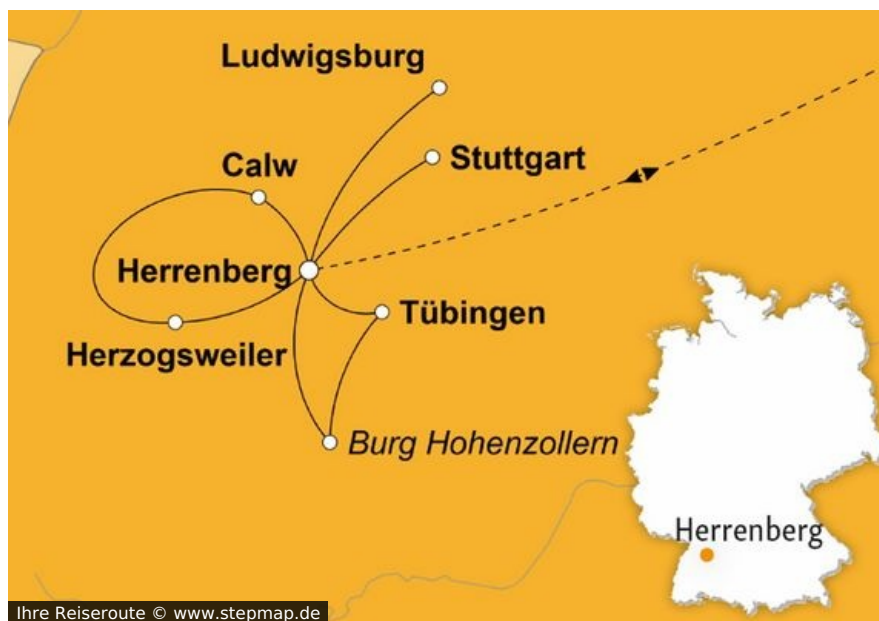 Ludwigsburg
Stuttgart
Calw
Herrenberg
Tübingen
Herzogsweiler
Burg Hohenzollern
Herrenberg
Ihre Reiseroute © www.stepmap.de